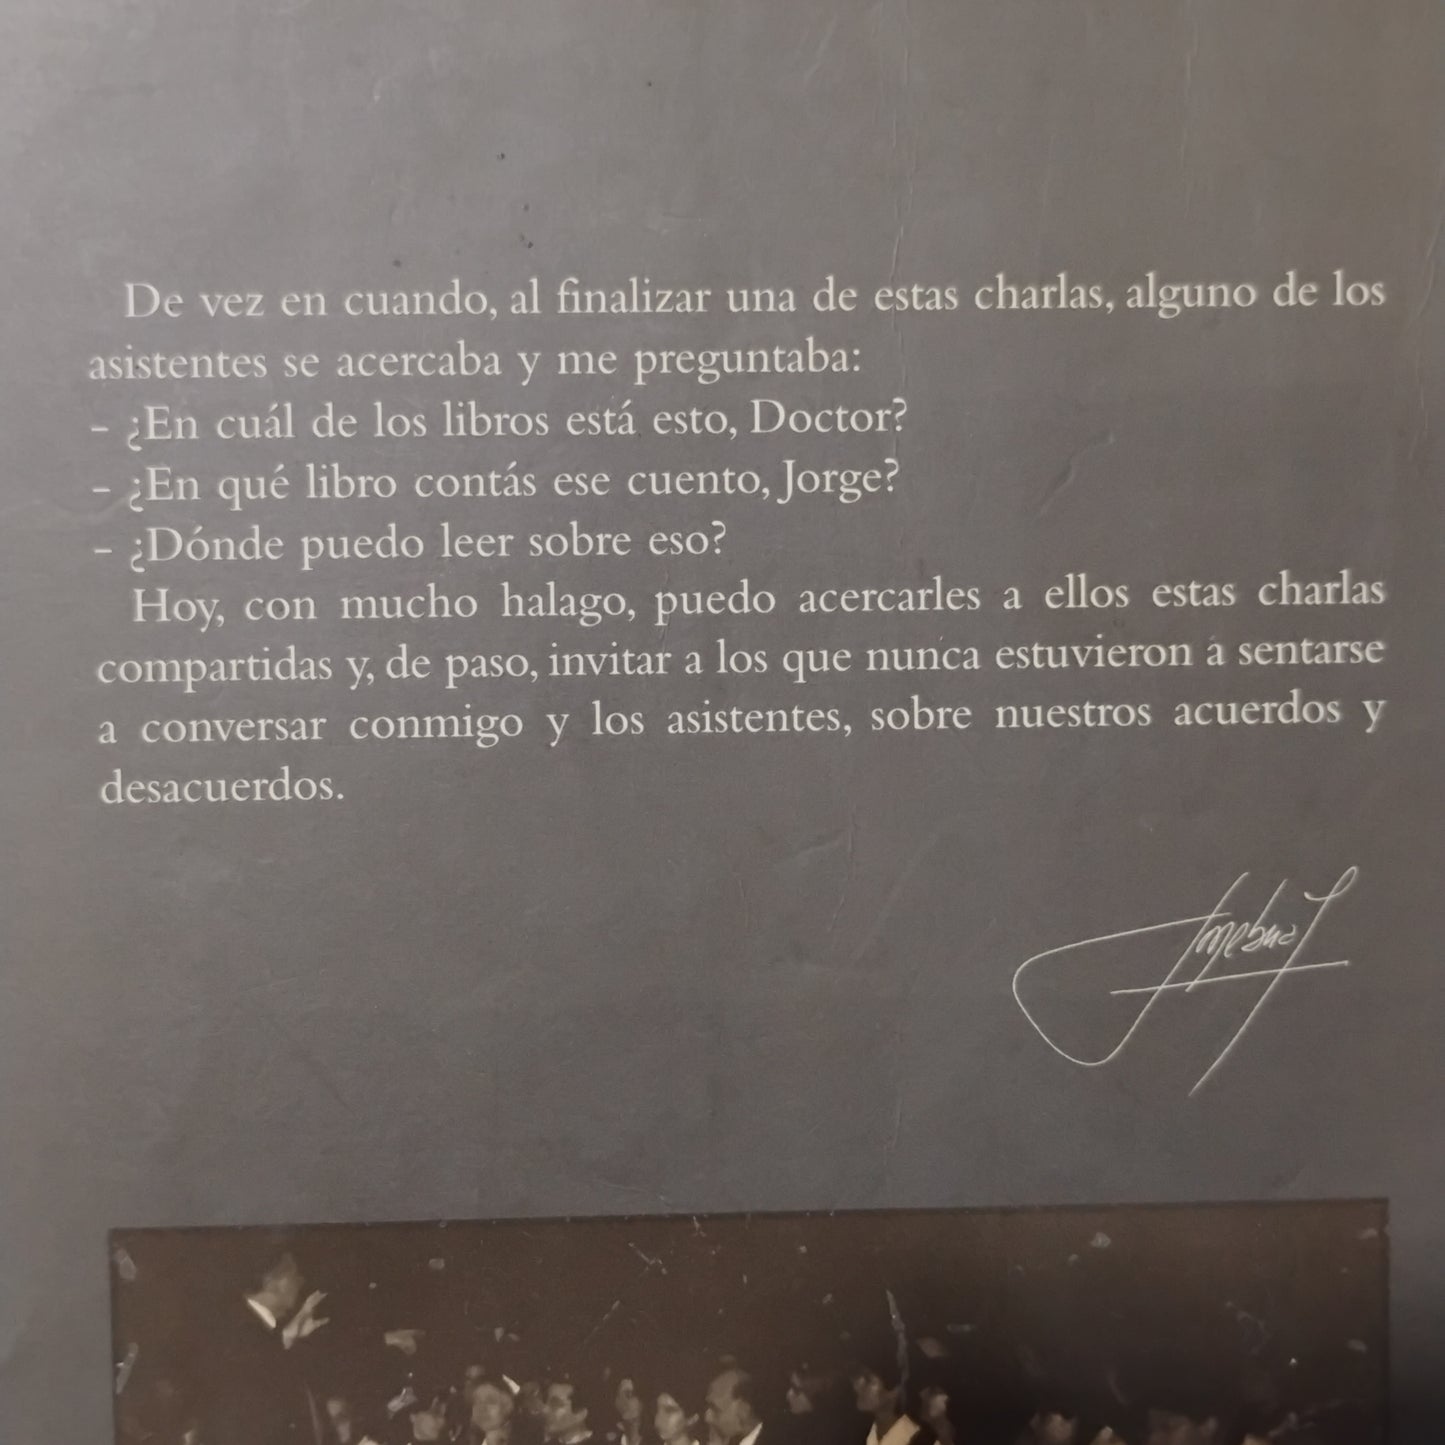 De vez en cuando, al finalizar una de estas charlas, alguno de los
asistentes se acercaba y me preguntaba:
- ¿En cuál de los libros está esto, Doctor?
- ¿En qué libro contás ese cuento, Jorge?
- ¿Dónde puedo leer sobre eso?
Hoy, con mucho halago, puedo acercarles a ellos estas charlas
compartidas y, de paso, invitar a los que nunca estuvieron a sentarse
a conversar conmigo y los asistentes, sobre nuestros acuerdos y
desacuerdos.